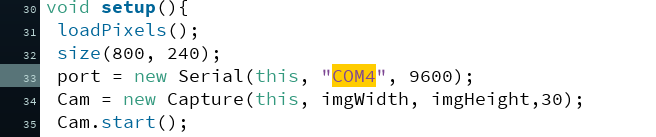 30 void setup(){
31 loadPixels();
32 size(800, 240);
33 port = new Serial(this, "COM4", 9600);
34 Cam = new Capture(this, imgWidth, imgHeight,30);
35 Cam.start();